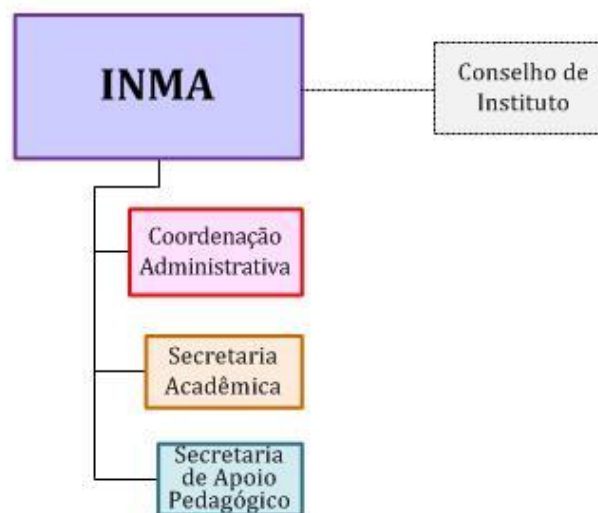 INMA
Conselho de
Instituto
Coordenação
Administrativa
Secretaria
Acadêmica
Secretaria
de Apoio
Pedagógico